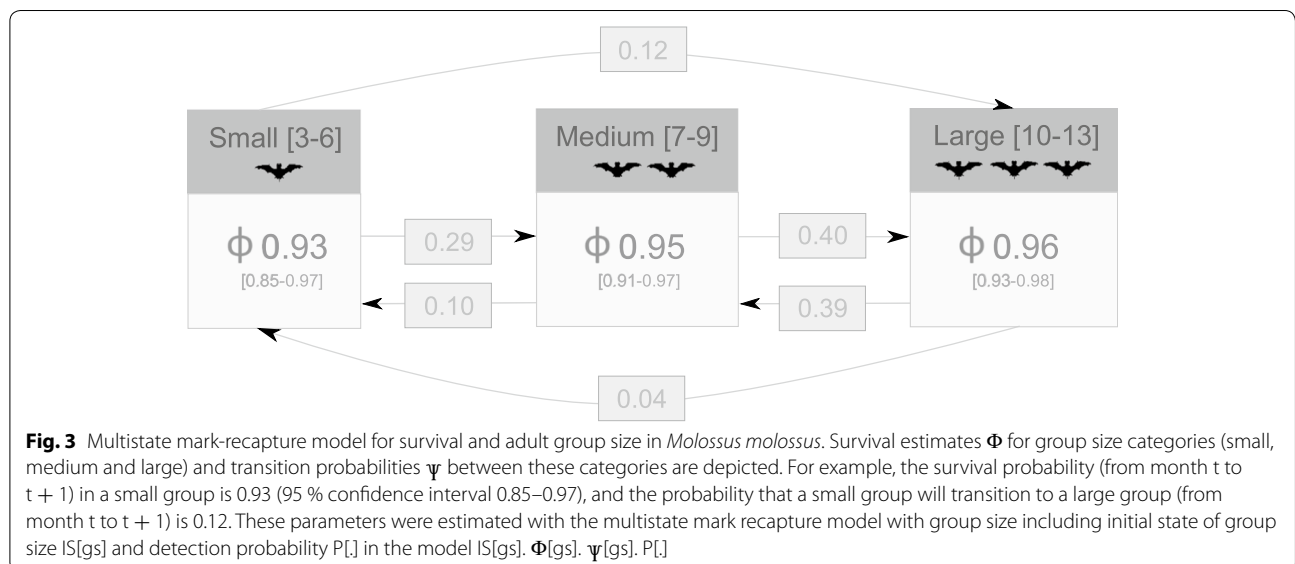 0.12
Small [3-6]
Medium [7-9]
Large [10-13]
Φ 0.93
[0.85-0.97]
0.29
0.10
Φ 0.95
[0.91-0.97]
0.40
0.39
Φ 0.96
[0.93-0.98]
0.04
Fig. 3 Multistate mark-recapture model for survival and adult group size in Molossus molossus. Survival estimates Φ for group size categories (small,
medium and large) and transition probabilities ψ between these categories are depicted. For example, the survival probability (from month t to
t + 1) in a small group is 0.93 (95 % confidence interval 0.85–0.97), and the probability that a small group will transition to a large group (from
month t to t + 1) is 0.12. These parameters were estimated with the multistate mark recapture model with group size including initial state of group
size IS[gs] and detection probability P[.] in the model IS[gs]. Φ[gs]. ψ[gs]. P[.]